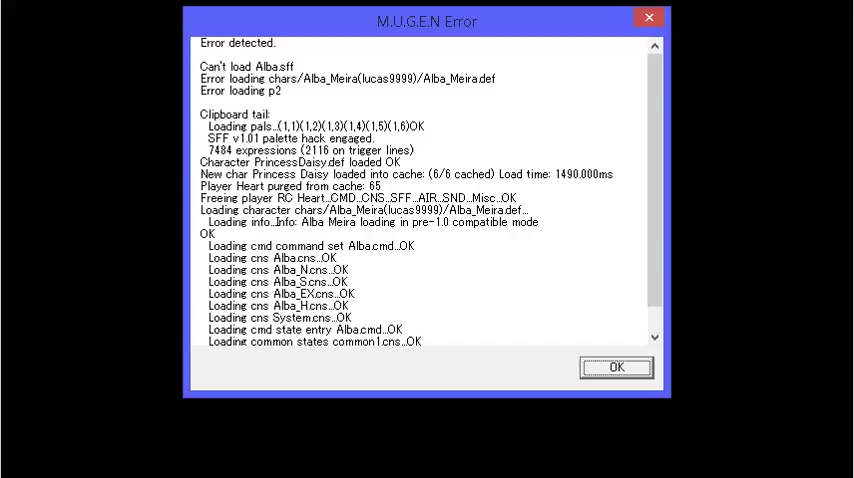 M.U.G.E.N Error
Error detected.
Can't load Alba.sff
Error loading chars/Alba_Meira(lucas9999)/Alba_Meira.def
Error loading p2
Clipboard tail:
Loading pals...(1,1)(1,2)(1,3)(1,4)(1,5)(1,6)OK
SFF v1.01 palette hack engaged.
7484 expressions (2116 on trigger lines)
Character PrincessDaisy.def loaded OK
New char Princess Daisy loaded into cache: (6/6 cached) Load time: 1490.000ms
Player Heart purged from cache: 65
Freeing player RC Heart...CMD...CNS...SFF...AIR...SND...Misc...OK
Loading character chars/Alba_Meira(lucas9999)/Alba_Meira.def...
Loading info...Info: Alba Meira loading in pre-1.0 compatible mode
OK
Loading cmd command set Alba.cmd...OK
Loading cns Alba.cns...OK
Loading cns Alba_N.cns...OK
Loading cns Alba_S.cns...OK
Loading cns Alba_EX.cns...OK
Loading cns Alba_H.cns...OK
Loading cns System.cns...OK
Loading cmd state entry Alba.cmd...OK
Loading common states common1.cns...OK
OK